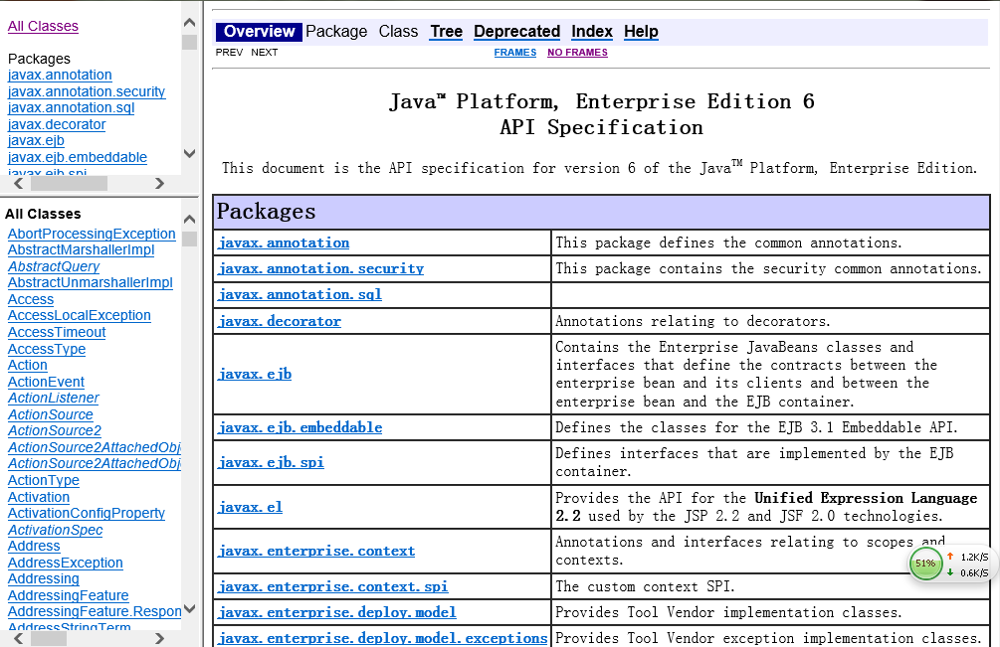 All Classes
Packages
javax.annotation
javax.annotation.security
javax.annotation.sql
javax.decorator
javax.ejb
javax.ejb.embeddable
javax.ejb.spi
All Classes
AbortProcessingException
AbstractMarshallerImpl
AbstractQuery
AbstractUnmarshallerImpl
Access
AccessLocalException
AccessTimeout
AccessType
Action
ActionEvent
ActionListener
ActionSource
ActionSource2
ActionSource2AttachedObj
ActionSource2AttachedObj
ActionType
Activation
ActivationConfigProperty
ActivationSpec
Address
AddressException
Addressing
AddressingFeature
AddressingFeature.Respon
AddressStringTerm
Overview Package Class Tree Deprecated Index Help
PREV NEXT FRAMES NO FRAMES
Java™ Platform, Enterprise Edition 6
API Specification
This document is the API specification for version 6 of the Java™ Platform, Enterprise Edition.
Packages
javax.annotation This package defines the common annotations.
javax.annotation.security This package contains the security common annotations.
javax.annotation.sql
javax.decorator Annotations relating to decorators.
javax.ejb Contains the Enterprise JavaBeans classes and
interfaces that define the contracts between the
enterprise bean and its clients and between the
enterprise bean and the EJB container.
javax.ejb.embeddable Defines the classes for the EJB 3.1 Embeddable API.
javax.ejb.spi Defines interfaces that are implemented by the EJB
container.
javax.el Provides the API for the Unified Expression Language
2.2 used by the JSP 2.2 and JSF 2.0 technologies.
javax.enterprise.context Annotations and interfaces relating to scopes and
contexts.
51% ↑ 1.2K/S
↓ 0.6K/S
javax.enterprise.context.spi The custom context SPI.
javax.enterprise.deploy.model Provides Tool Vendor implementation classes.
javax.enterprise.deploy.model.exceptions Provides Tool Vendor exception implementation classes.